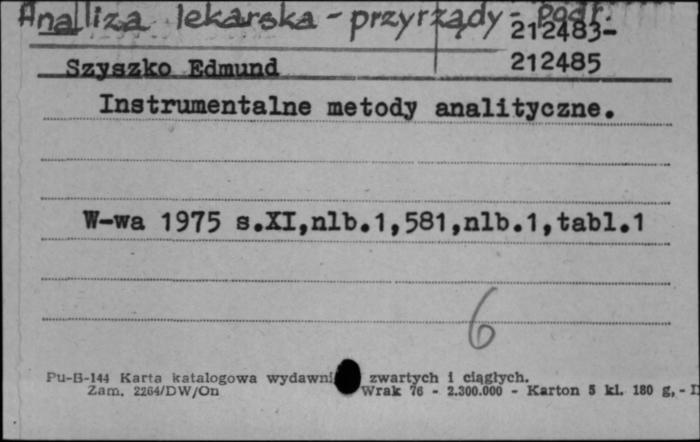 Analiza lekarska - przyrządy - podr.
212483-
Szyszko Edmund 212485
Instrumentalne metody analityczne.
W-wa 1975 s.XI,nlb.1,581,nlb.1,tabl.1
6
Pu-B-144 Karta katalogowa wydawni zwartych i ciągłych.
Zam. 2264/DW/On Wrak 76 - 2.300.000 - Karton 5 kl. 180 g, -